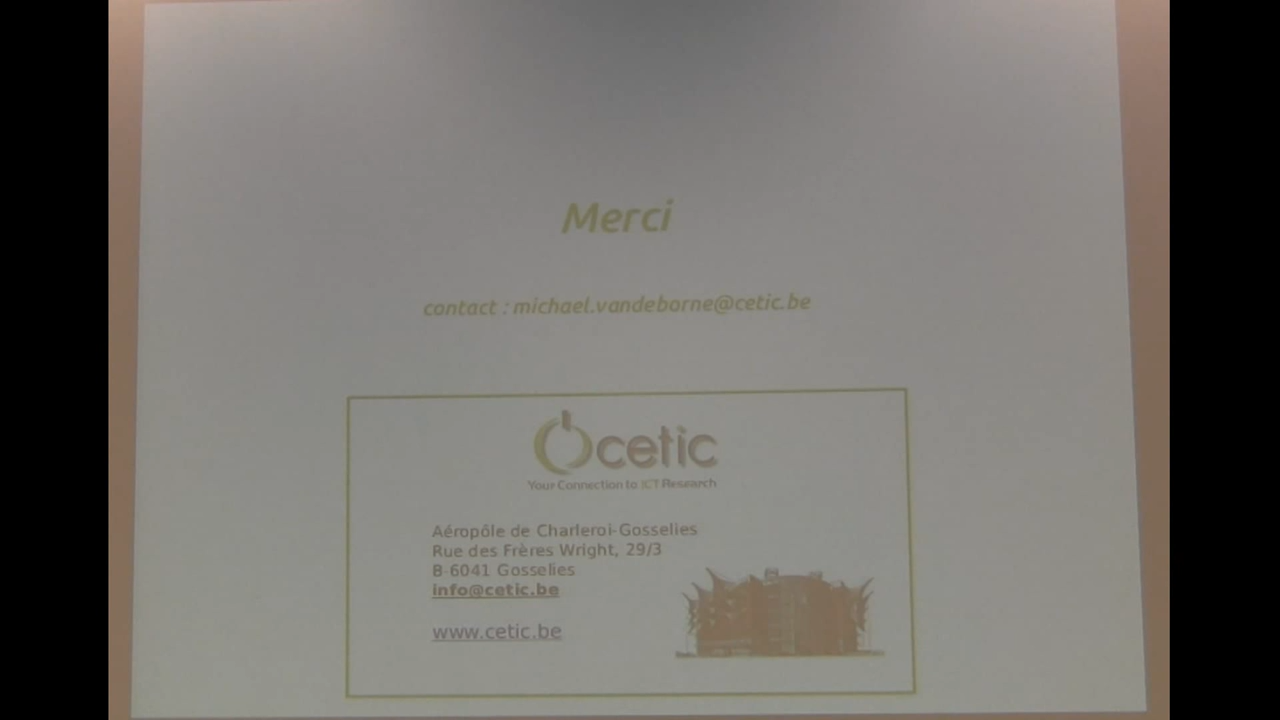 Merci
contact : michael.vandeborne@cetic.be
cetic
Your Connection to ICT Research
Aéropôle de Charleroi-Gosselies
Rue des Frères Wright, 29/3
B-6041 Gosselies
info@cetic.be
www.cetic.be